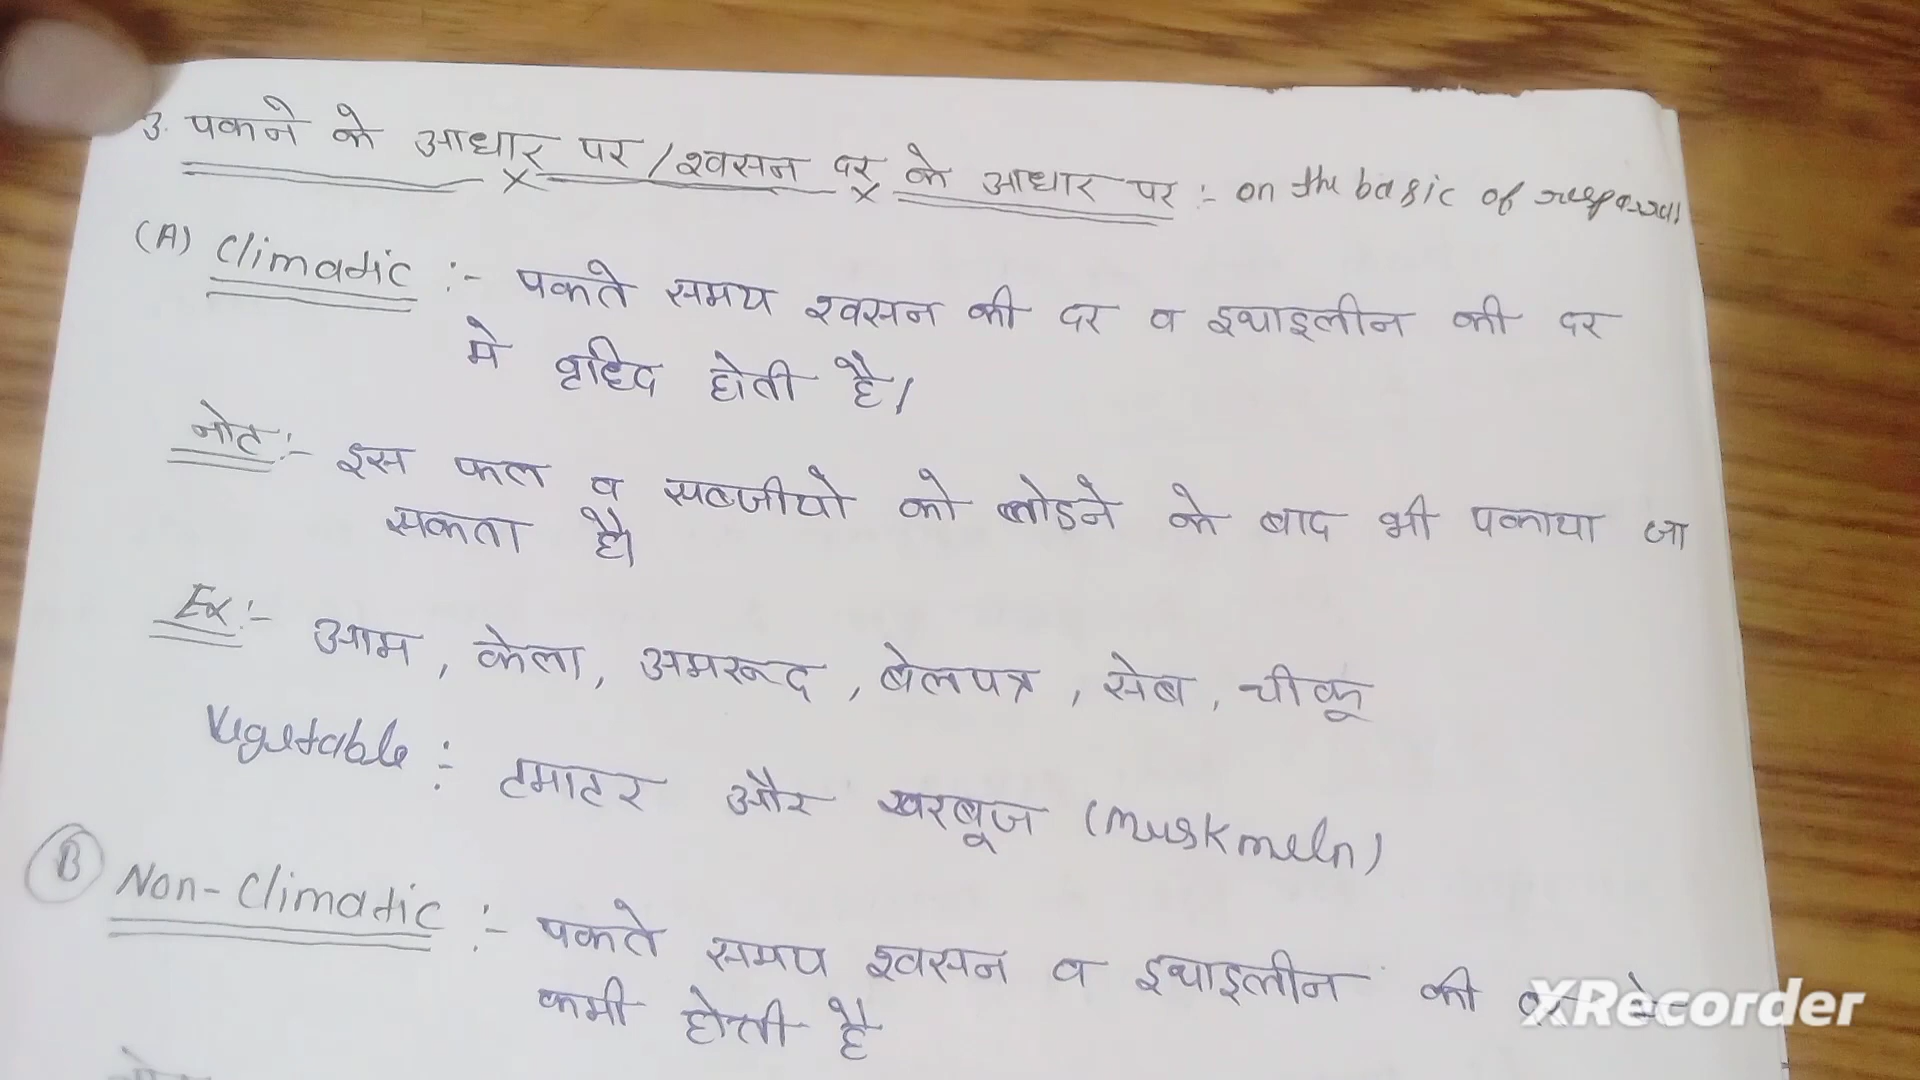 3. पकने के आधार पर / श्वसन दर के आधार पर :- on the basic of
(A) Climatic :- पकते समय श्वसन की दर व इथाइलीन की दर
मे वृद्दि होती है।
नोट :- इस फल व सब्जीयो को तोडने के बाद भी पकाया जा
सकता है।
Ex :- आम, केला, अमरूद, बेलपत्र, सेब, चीकू
Vegetable :- टमाटर और खरबूज (muskmeln)
(B) Non-Climatic :- पकते समय श्वसन व इथाइलीन की दर मे
कमी होती है
XRecorder